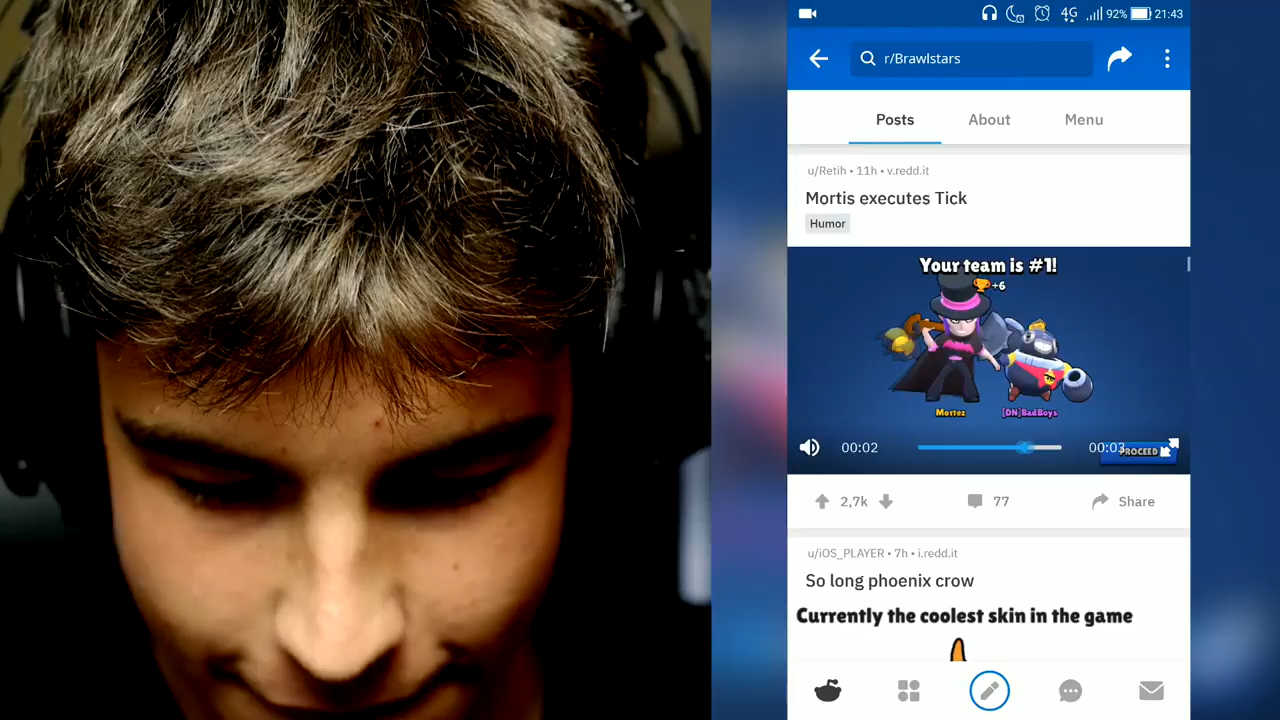 92% 21:43
4G
r/Brawlstars
Posts About Menu
u/Retih • 11h • v.redd.it
Mortis executes Tick
Humor
Your team is #1!
+6
Mortez [DN]BadBoys
00:02 00:03
PROCEED
2,7k 77 Share
u/iOS_PLAYER • 7h • i.redd.it
So long phoenix crow
Currently the coolest skin in the game